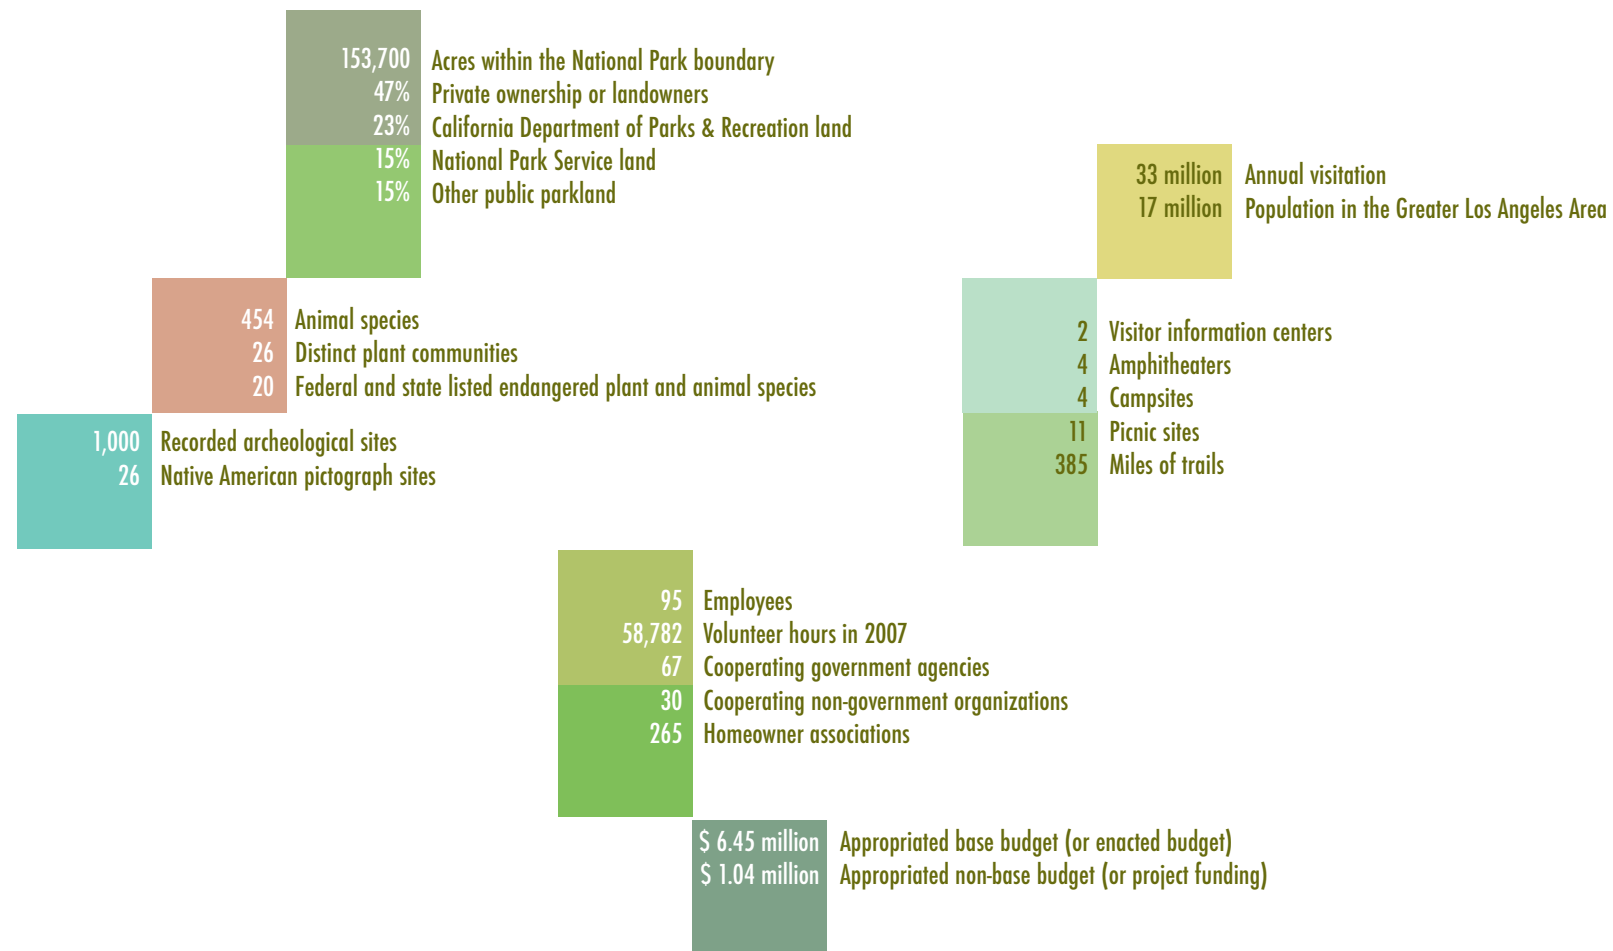 153,700 Acres within the National Park boundary
47% Private ownership or landowners
23% California Department of Parks & Recreation land
15% National Park Service land
15% Other public parkland
33 million Annual visitation
17 million Population in the Greater Los Angeles Area
454 Animal species
26 Distinct plant communities
20 Federal and state listed endangered plant and animal species
2 Visitor information centers
4 Amphitheaters
4 Campsites
11 Picnic sites
385 Miles of trails
1,000 Recorded archeological sites
26 Native American pictograph sites
95 Employees
58,782 Volunteer hours in 2007
67 Cooperating government agencies
30 Cooperating non-government organizations
265 Homeowner associations
$ 6.45 million Appropriated base budget (or enacted budget)
$ 1.04 million Appropriated non-base budget (or project funding)